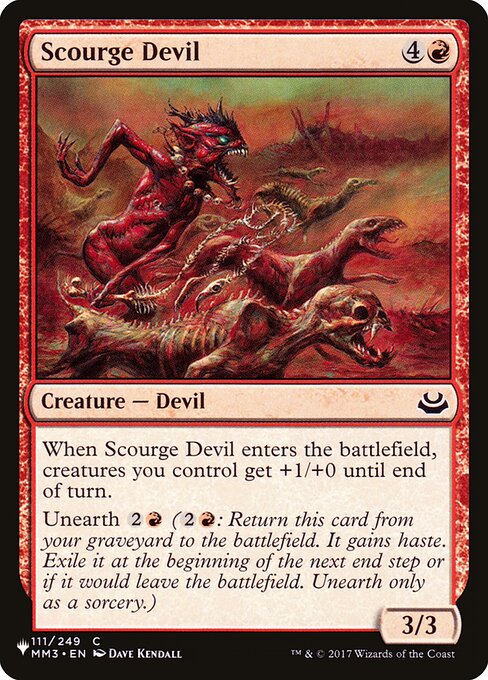 Scourge Devil 4
Creature — Devil
When Scourge Devil enters the battlefield,
creatures you control get +1/+0 until end
of turn.
Unearth 2 (2: Return this card from
your graveyard to the battlefield. It gains haste.
Exile it at the beginning of the next end step or
if it would leave the battlefield. Unearth only
as a sorcery.)
3/3
111/249 C
MM3 • EN Dave Kendall
™ & © 2017 Wizards of the Coast